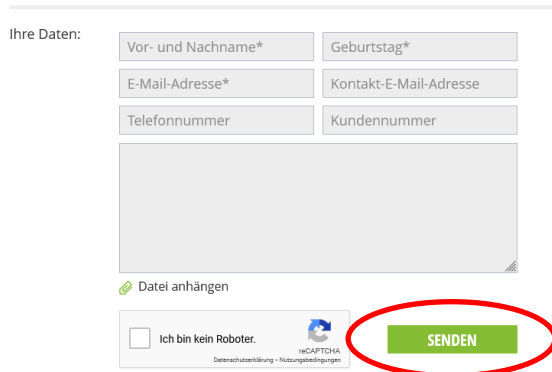 Ihre Daten:
Vor- und Nachname* Geburtstag*
E-Mail-Adresse* Kontakt-E-Mail-Adresse
Telefonnummer Kundennummer
Datei anhängen
Ich bin kein Roboter.
reCAPTCHA
Datenschutzerklärung - Nutzungsbedingungen
SENDEN